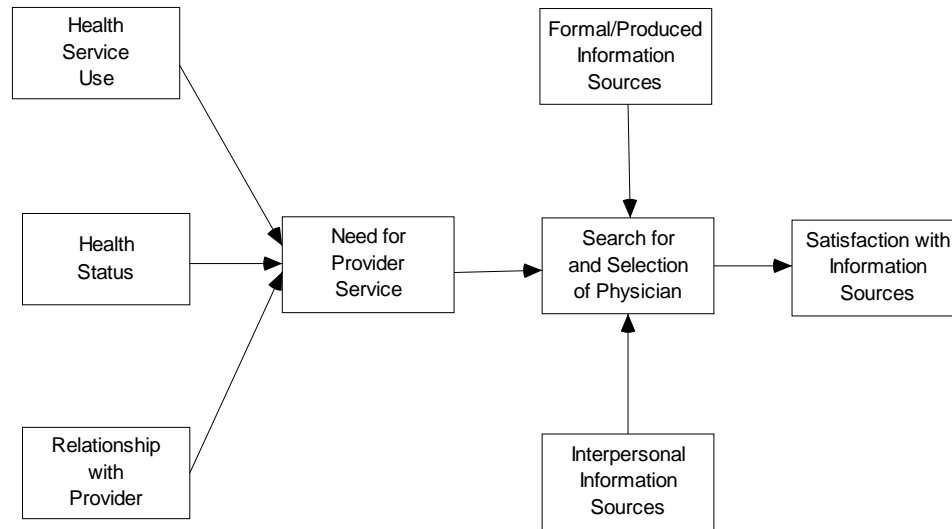 Health
Service
Use
Formal/Produced
Information
Sources
Health
Status
Need for
Provider
Service
Search for
and Selection
of Physician
Satisfaction with
Information
Sources
Relationship
with
Provider
Interpersonal
Information
Sources